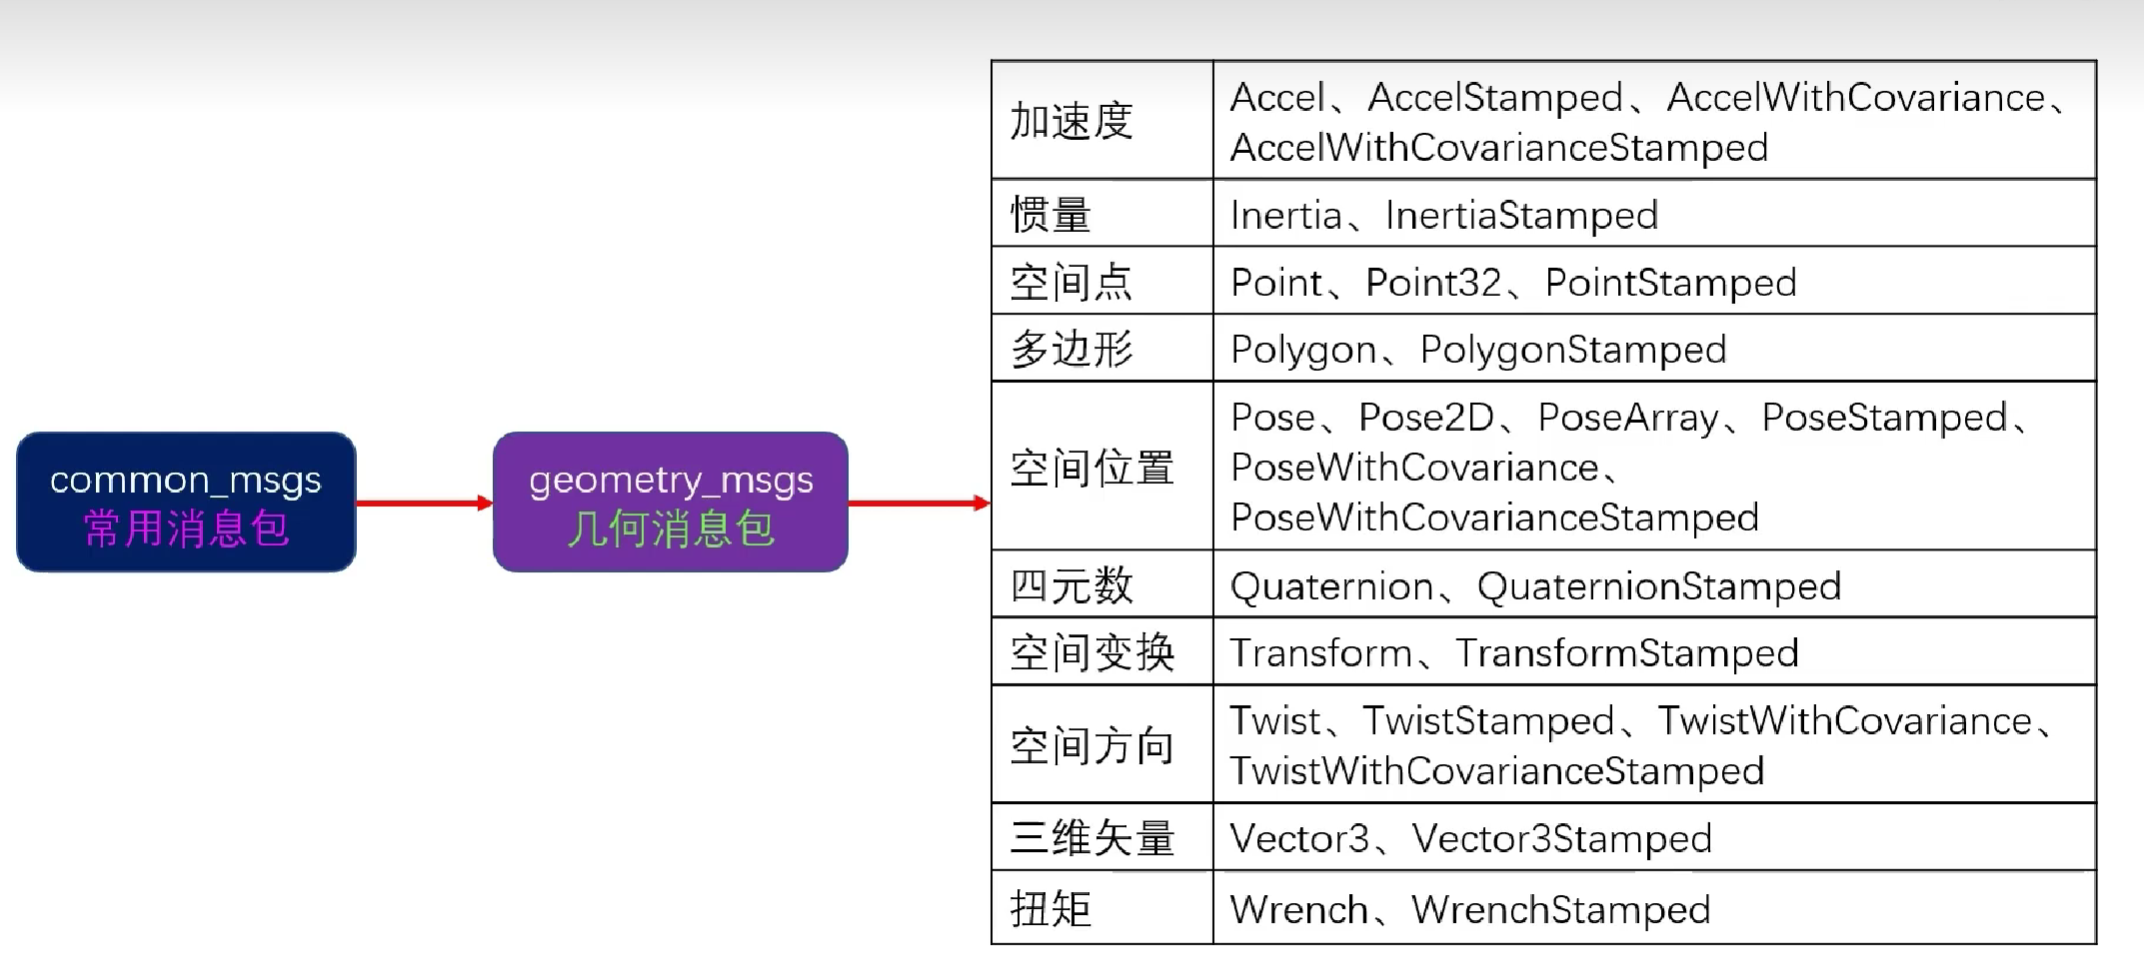 common_msgs
常用消息包
geometry_msgs
几何消息包
加速度
Accel、AccelStamped、AccelWithCovariance、
AccelWithCovarianceStamped
惯量
Inertia、InertiaStamped
空间点
Point、Point32、PointStamped
多边形
Polygon、PolygonStamped
空间位置
Pose、Pose2D、PoseArray、PoseStamped、
PoseWithCovariance、
PoseWithCovarianceStamped
四元数
Quaternion、QuaternionStamped
空间变换
Transform、TransformStamped
空间方向
Twist、TwistStamped、TwistWithCovariance、
TwistWithCovarianceStamped
三维矢量
Vector3、Vector3Stamped
扭矩
Wrench、WrenchStamped